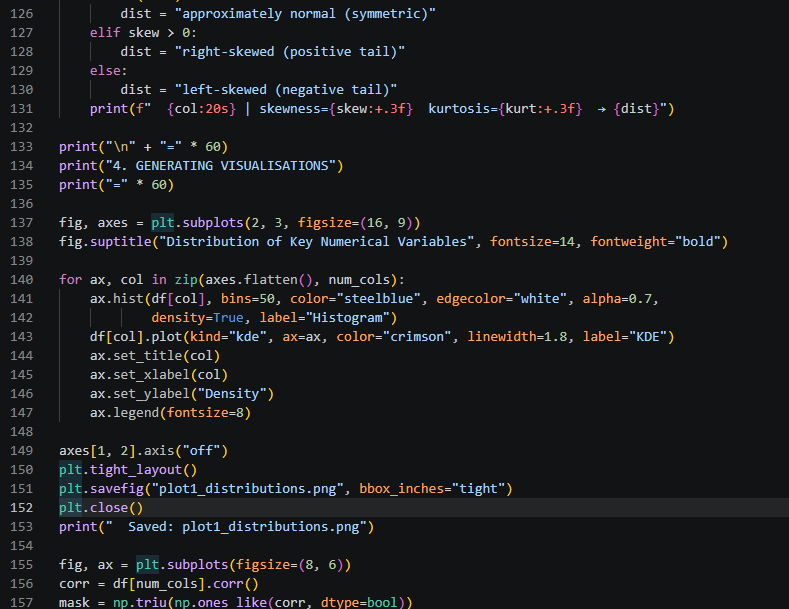 126 dist = "approximately normal (symmetric)"
127 elif skew > 0:
128 dist = "right-skewed (positive tail)"
129 else:
130 dist = "left-skewed (negative tail)"
131 print(f"  {col:20s} | skewness={skew:+.3f}  kurtosis={kurt:+.3f}  → {dist}")
132
133 print("\n" + "=" * 60)
134 print("4. GENERATING VISUALISATIONS")
135 print("=" * 60)
136
137 fig, axes = plt.subplots(2, 3, figsize=(16, 9))
138 fig.suptitle("Distribution of Key Numerical Variables", fontsize=14, fontweight="bold")
139
140 for ax, col in zip(axes.flatten(), num_cols):
141 ax.hist(df[col], bins=50, color="steelblue", edgecolor="white", alpha=0.7,
142 density=True, label="Histogram")
143 df[col].plot(kind="kde", ax=ax, color="crimson", linewidth=1.8, label="KDE")
144 ax.set_title(col)
145 ax.set_xlabel(col)
146 ax.set_ylabel("Density")
147 ax.legend(fontsize=8)
148
149 axes[1, 2].axis("off")
150 plt.tight_layout()
151 plt.savefig("plot1_distributions.png", bbox_inches="tight")
152 plt.close()
153 print("  Saved: plot1_distributions.png")
154
155 fig, ax = plt.subplots(figsize=(8, 6))
156 corr = df[num_cols].corr()
157 mask = np.triu(np.ones_like(corr, dtype=bool))